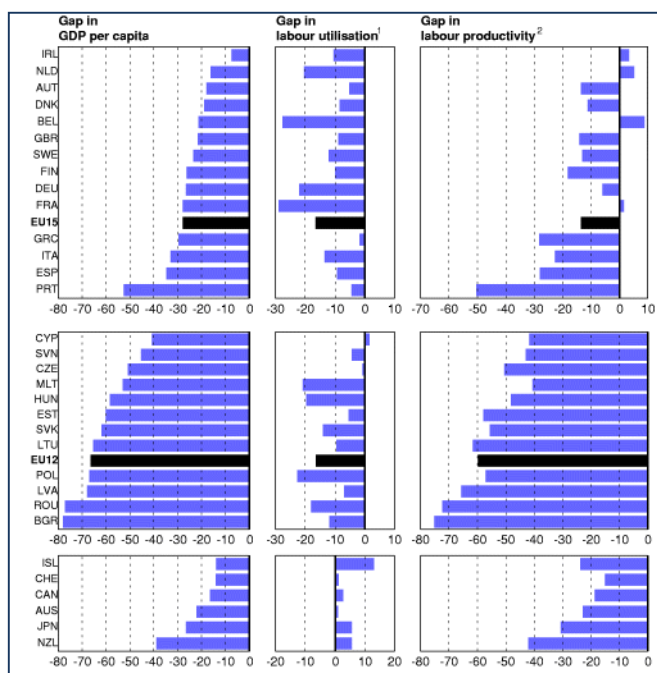 Gap in
GDP per capita
Gap in
labour utilisation¹
Gap in
labour productivity²
IRL
NLD
AUT
DNK
BEL
GBR
SWE
FIN
DEU
FRA
EU15
GRC
ITA
ESP
PRT
-80 -70 -60 -50 -40 -30 -20 -10 0
-30 -20 -10 0 10
-80 -70 -60 -50 -40 -30 -20 -10 0 10
CYP
SVN
CZE
MLT
HUN
EST
SVK
LTU
EU12
POL
LVA
ROU
BGR
-80 -70 -60 -50 -40 -30 -20 -10 0
-30 -20 -10 0 10
-80 -70 -60 -50 -40 -30 -20 -10 0
ISL
CHE
CAN
AUS
JPN
NZL
-80 -70 -60 -50 -40 -30 -20 -10 0
-20 -10 0 10 20
-80 -70 -60 -50 -40 -30 -20 -10 0